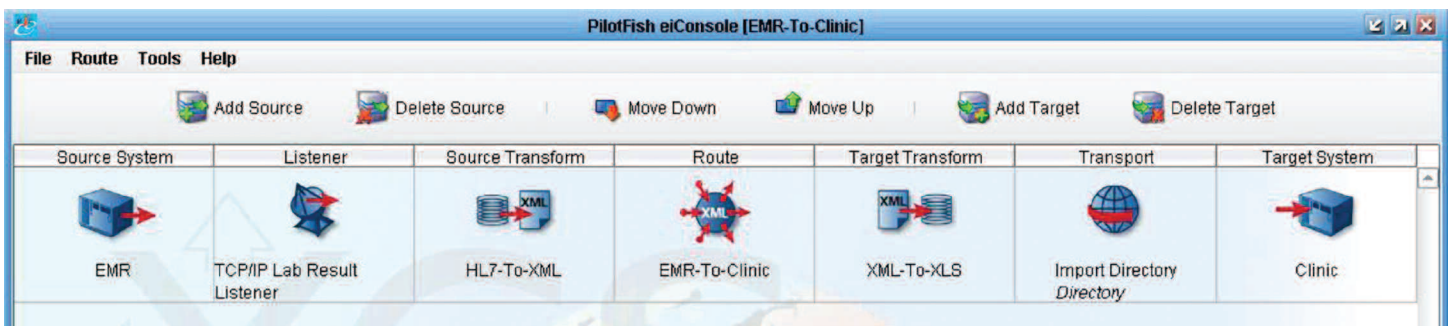 PilotFish eiConsole [EMR-To-Clinic]
File Route Tools Help
Add Source Delete Source Move Down Move Up Add Target Delete Target
Source System Listener Source Transform Route Target Transform Transport Target System
XML XML XML
EMR TCP/IP Lab Result HL7-To-XML EMR-To-Clinic XML-To-XLS Import Directory Clinic
Listener Directory